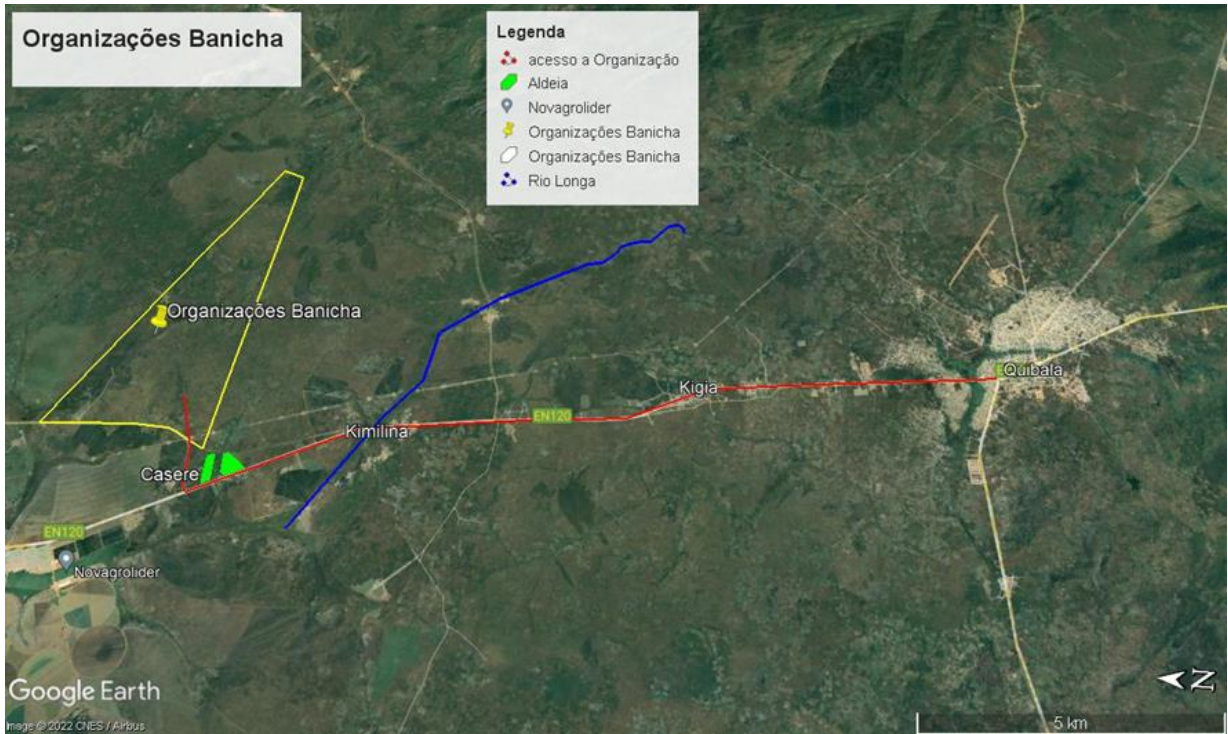 Organizações Banicha
Legenda
acesso a Organização
Aldeia
Novagrolider
Organizações Banicha
Organizações Banicha
Rio Longa
Organizações Banicha
Quibala
Kigia
EN120
Kimilina
Casere
EN120
Novagrolider
Google Earth
Image © 2022 CNES / Airbus
N
5 km